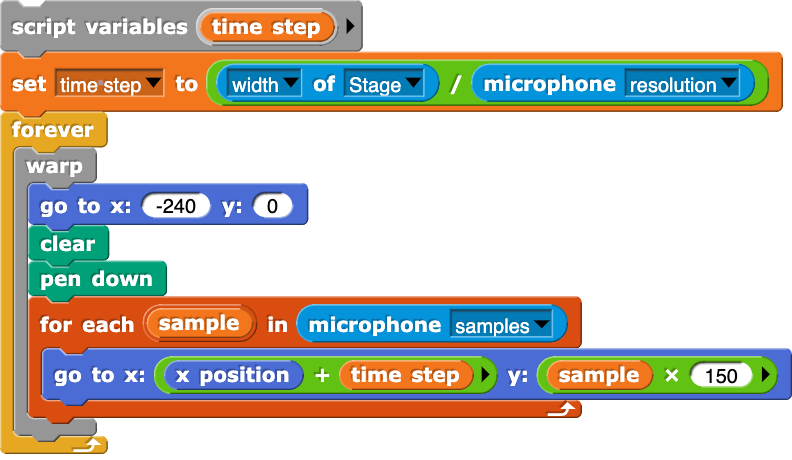 script variables time step
set time step to width of Stage / microphone resolution
forever
warp
go to x: -240 y: 0
clear
pen down
for each sample in microphone samples
go to x: x position + time step y: sample × 150